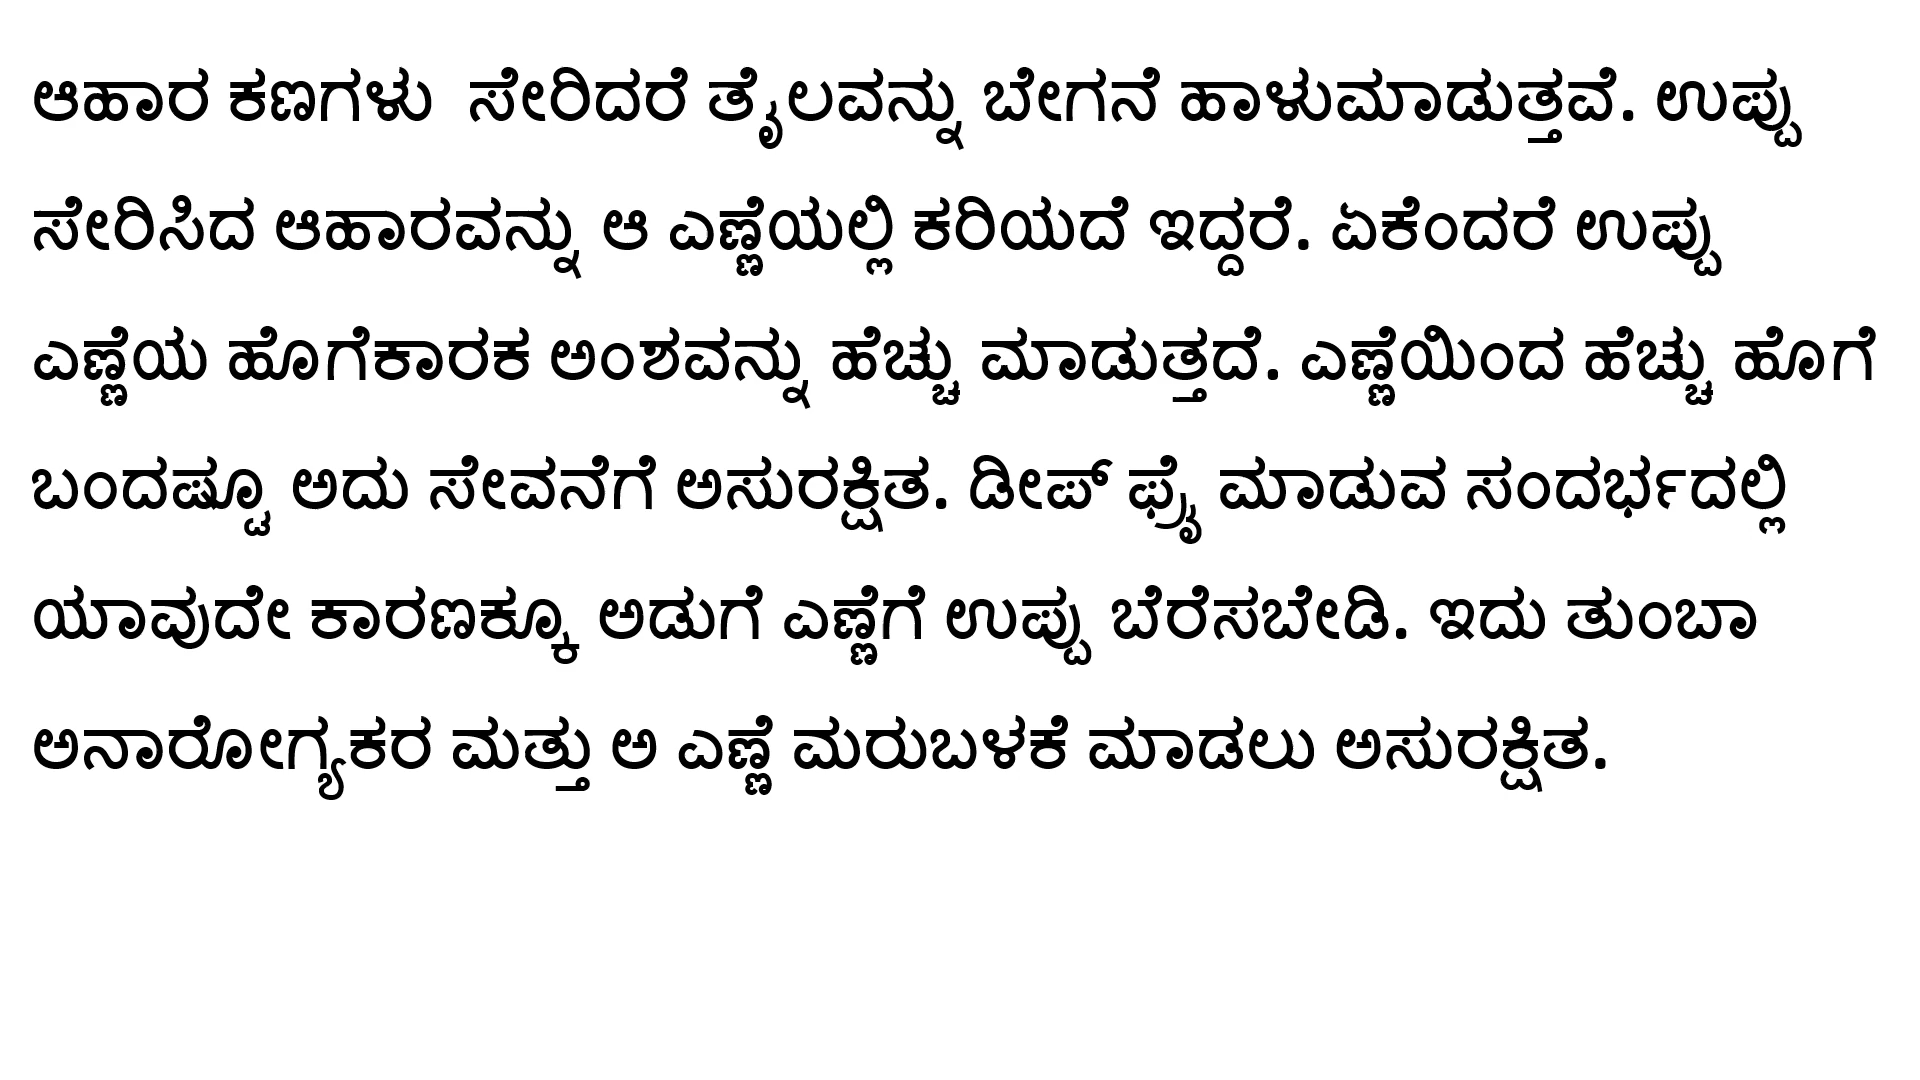 ಆಹಾರ ಕಣಗಳು  ಸೇರಿದರೆ ತೈಲವನ್ನು ಬೇಗನೆ ಹಾಳುಮಾಡುತ್ತವೆ. ಉಪ್ಪು
ಸೇರಿಸಿದ ಆಹಾರವನ್ನು ಆ ಎಣ್ಣೆಯಲ್ಲಿ ಕರಿಯದೆ ಇದ್ದರೆ. ಏಕೆಂದರೆ ಉಪ್ಪು
ಎಣ್ಣೆಯ ಹೊಗೆಕಾರಕ ಅಂಶವನ್ನು ಹೆಚ್ಚು ಮಾಡುತ್ತದೆ. ಎಣ್ಣೆಯಿಂದ ಹೆಚ್ಚು ಹೊಗೆ
ಬಂದಷ್ಟೂ ಅದು ಸೇವನೆಗೆ ಅಸುರಕ್ಷಿತ. ಡೀಪ್ ಫ್ರೈ ಮಾಡುವ ಸಂದರ್ಭದಲ್ಲಿ
ಯಾವುದೇ ಕಾರಣಕ್ಕೂ ಅಡುಗೆ ಎಣ್ಣೆಗೆ ಉಪ್ಪು ಬೆರೆಸಬೇಡಿ. ಇದು ತುಂಬಾ
ಅನಾರೋಗ್ಯಕರ ಮತ್ತು ಅ ಎಣ್ಣೆ ಮರುಬಳಕೆ ಮಾಡಲು ಅಸುರಕ್ಷಿತ.